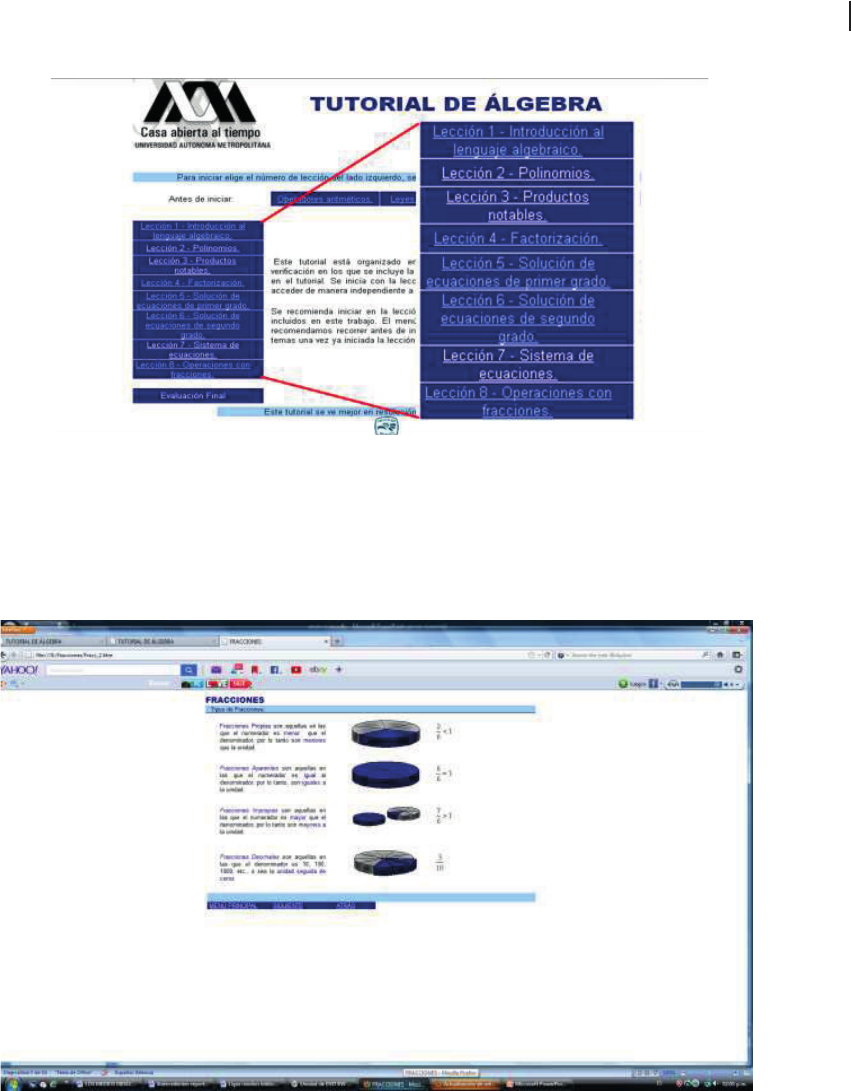 TUTORIAL DE ÁLGEBRA
Casa abierta al tiempo
UNIVERSIDAD AUTONOMA METROPOLITANA
Para iniciar elige el número de lección del lado izquierdo, se
Antes de iniciar:
Operadores aritméticos.
Leyes
Lección 1 - Introducción al
lenguaje algebraico.
Lección 2 - Polinomios.
Lección 3 - Productos
notables.
Lección 4 - Factorización.
Lección 5 - Solución de
ecuaciones de primer grado.
Lección 6 - Solución de
ecuaciones de segundo
grado.
Lección 7 - Sistema de
ecuaciones.
Lección 8 - Operaciones con
fracciones.
Evaluación Final
Este tutorial está organizado en
verificación en los que se incluye la
en el tutorial. Se inicia con la lecc
acceder de manera independiente a
Se recomienda iniciar en la lecció
incluidos en este trabajo. El menú
recomendamos recorrer antes de in
temas una vez ya iniciada la lección
Este tutorial se ve mejor en resolución
Lección 1 - Introducción al
lenguaje algebraico.
Lección 2 - Polinomios.
Lección 3 - Productos
notables.
Lección 4 - Factorización.
Lección 5 - Solución de
ecuaciones de primer grado.
Lección 6 - Solución de
ecuaciones de segundo
grado.
Lección 7 - Sistema de
ecuaciones.
Lección 8 - Operaciones con
fracciones.
TUTORIAL DE ÁLGEBRA
TUTORIAL DE ÁLGEBRA
FRACCIONES
YAHOO!
ebay
FRACCIONES
Tipos de Fracciones
Fracciones Propias son aquellas en las
que el numerador es menor que el
denominador, por lo tanto son menores
que la unidad.
2/6 < 1
Fracciones Aparentes son aquellas en
las que el numerador es igual al
denominador, por lo tanto, son iguales a
la unidad.
6/6 = 1
Fracciones Impropias son aquellas en
las que el numerador es mayor que el
denominador, por lo tanto son mayores a
la unidad.
7/6 > 1
Fracciones Decimales son aquellas en
las que el denominador es 10, 100,
1000, etc., o sea la unidad seguida de
ceros.
3/10
MENÚ PRINCIPAL
SIGUIENTE
FRACCIONES - Mozilla Firefox